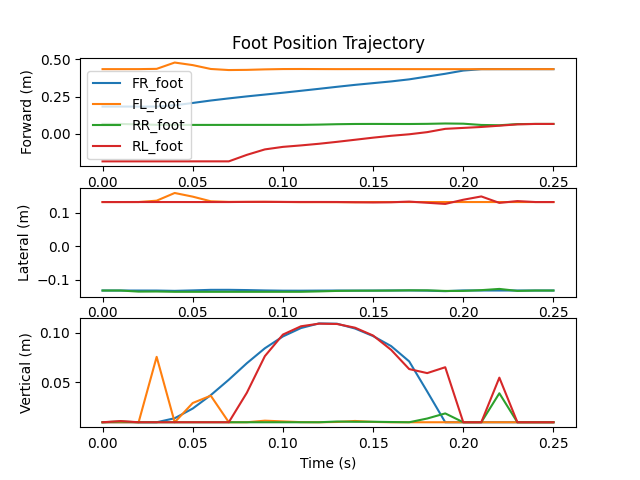 Foot Position Trajectory
0.50
0.25
0.00
Forward (m)
FR_foot
FL_foot
RR_foot
RL_foot
0.00 0.05 0.10 0.15 0.20 0.25
0.1
0.0
−0.1
Lateral (m)
0.00 0.05 0.10 0.15 0.20 0.25
0.10
0.05
Vertical (m)
0.00 0.05 0.10 0.15 0.20 0.25
Time (s)